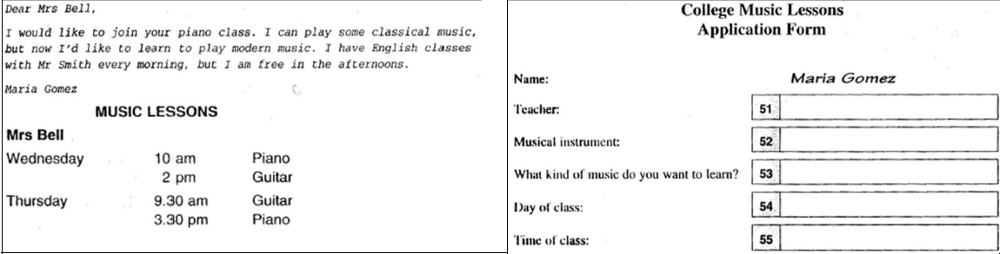 Dear Mrs Bell,
I would like to join your piano class. I can play some classical music,
but now I'd like to learn to play modern music. I have English classes
with Mr Smith every morning, but I am free in the afternoons.
Maria Gomez
MUSIC LESSONS
Mrs Bell
Wednesday 10 am Piano
2 pm Guitar
Thursday 9.30 am Guitar
3.30 pm Piano
College Music Lessons
Application Form
Name: Maria Gomez
Teacher: 51
Musical instrument: 52
What kind of music do you want to learn? 53
Day of class: 54
Time of class: 55